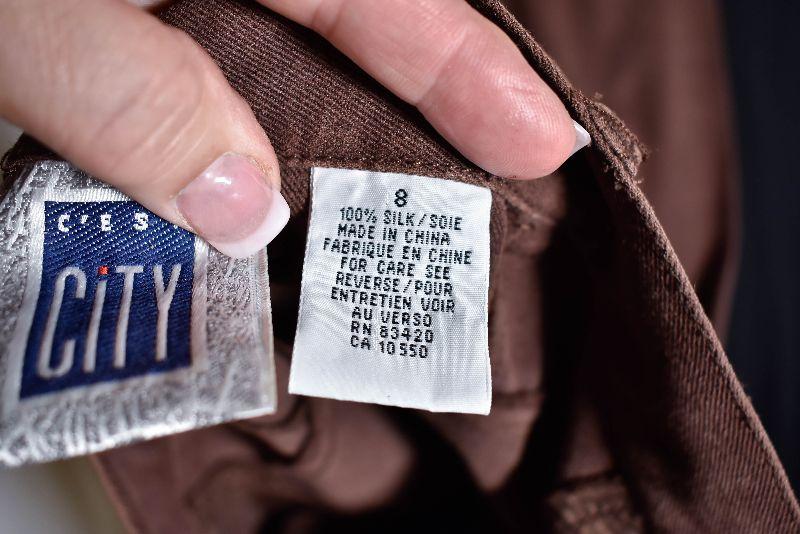 C'ES
CiTY
8
100% SILK/SOIE
MADE IN CHINA
FABRIQUE EN CHINE
FOR CARE SEE
REVERSE/POUR
ENTRETIEN VOIR
AU VERSO
RN 83420
CA 10550